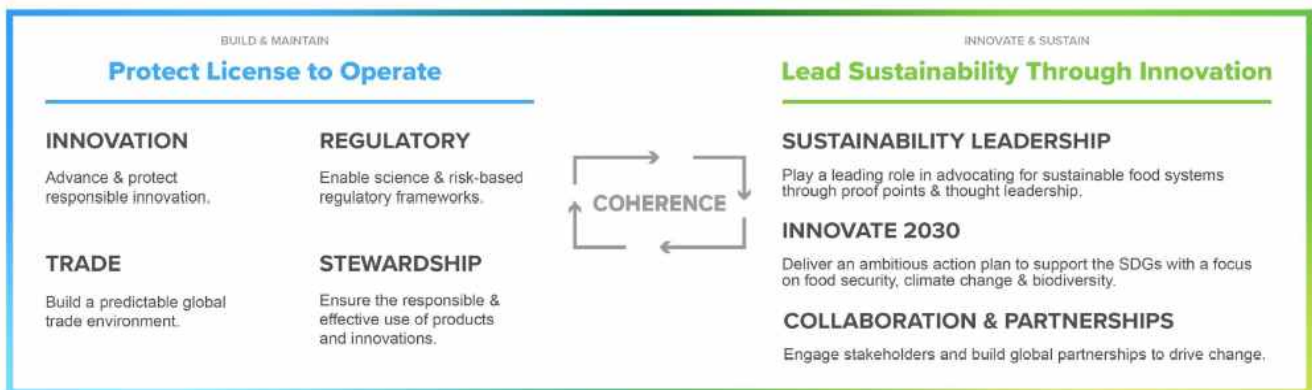 BUILD & MAINTAIN
Protect License to Operate
INNOVATION
Advance & protect
responsible innovation.
REGULATORY
Enable science & risk-based
regulatory frameworks.
TRADE
Build a predictable global
trade environment.
STEWARDSHIP
Ensure the responsible &
effective use of products
and innovations.
COHERENCE
INNOVATE & SUSTAIN
Lead Sustainability Through Innovation
SUSTAINABILITY LEADERSHIP
Play a leading role in advocating for sustainable food systems
through proof points & thought leadership.
INNOVATE 2030
Deliver an ambitious action plan to support the SDGs with a focus
on food security, climate change & biodiversity.
COLLABORATION & PARTNERSHIPS
Engage stakeholders and build global partnerships to drive change.